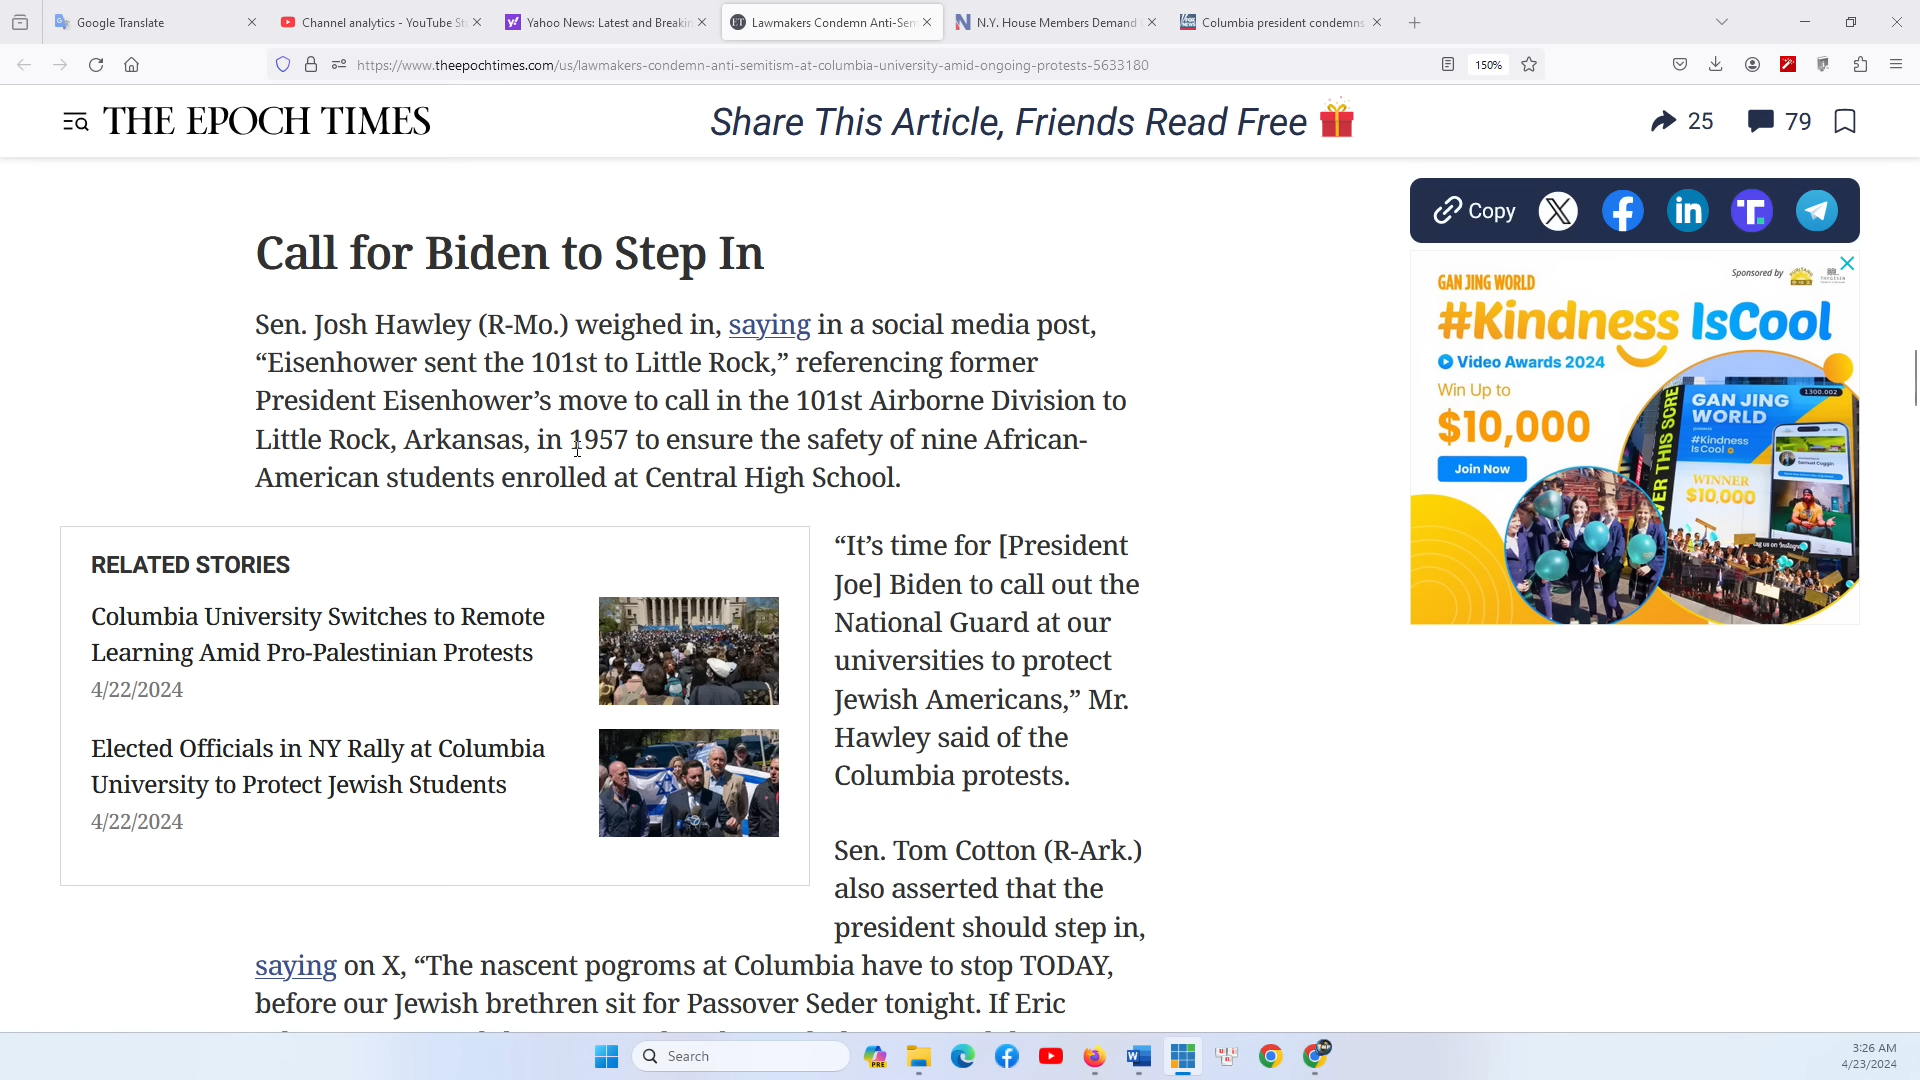 Google Translate
Channel analytics - YouTube St
Yahoo News: Latest and Breakin
Lawmakers Condemn Anti-Sem
N.Y. House Members Demand
Columbia president condemns
https://www.theepochtimes.com/us/lawmakers-condemn-anti-semitism-at-columbia-university-amid-ongoing-protests-5633180
150%
THE EPOCH TIMES
Share This Article, Friends Read Free
25
79
Call for Biden to Step In
Sen. Josh Hawley (R-Mo.) weighed in, saying in a social media post,
“Eisenhower sent the 101st to Little Rock,” referencing former
President Eisenhower’s move to call in the 101st Airborne Division to
Little Rock, Arkansas, in 1957 to ensure the safety of nine African-
American students enrolled at Central High School.
RELATED STORIES
Columbia University Switches to Remote
Learning Amid Pro-Palestinian Protests
4/22/2024
Elected Officials in NY Rally at Columbia
University to Protect Jewish Students
4/22/2024
“It’s time for [President
Joe] Biden to call out the
National Guard at our
universities to protect
Jewish Americans,” Mr.
Hawley said of the
Columbia protests.
Sen. Tom Cotton (R-Ark.)
also asserted that the
president should step in,
saying on X, “The nascent pogroms at Columbia have to stop TODAY,
before our Jewish brethren sit for Passover Seder tonight. If Eric
Copy
Sponsored by
GAN JING WORLD
#Kindness IsCool
Video Awards 2024
Win Up to
$10,000
Join Now
1300.002
GAN JING
WORLD
#Kindness
IsCool
WINNER
$10,000
Search
3:26 AM
4/23/2024